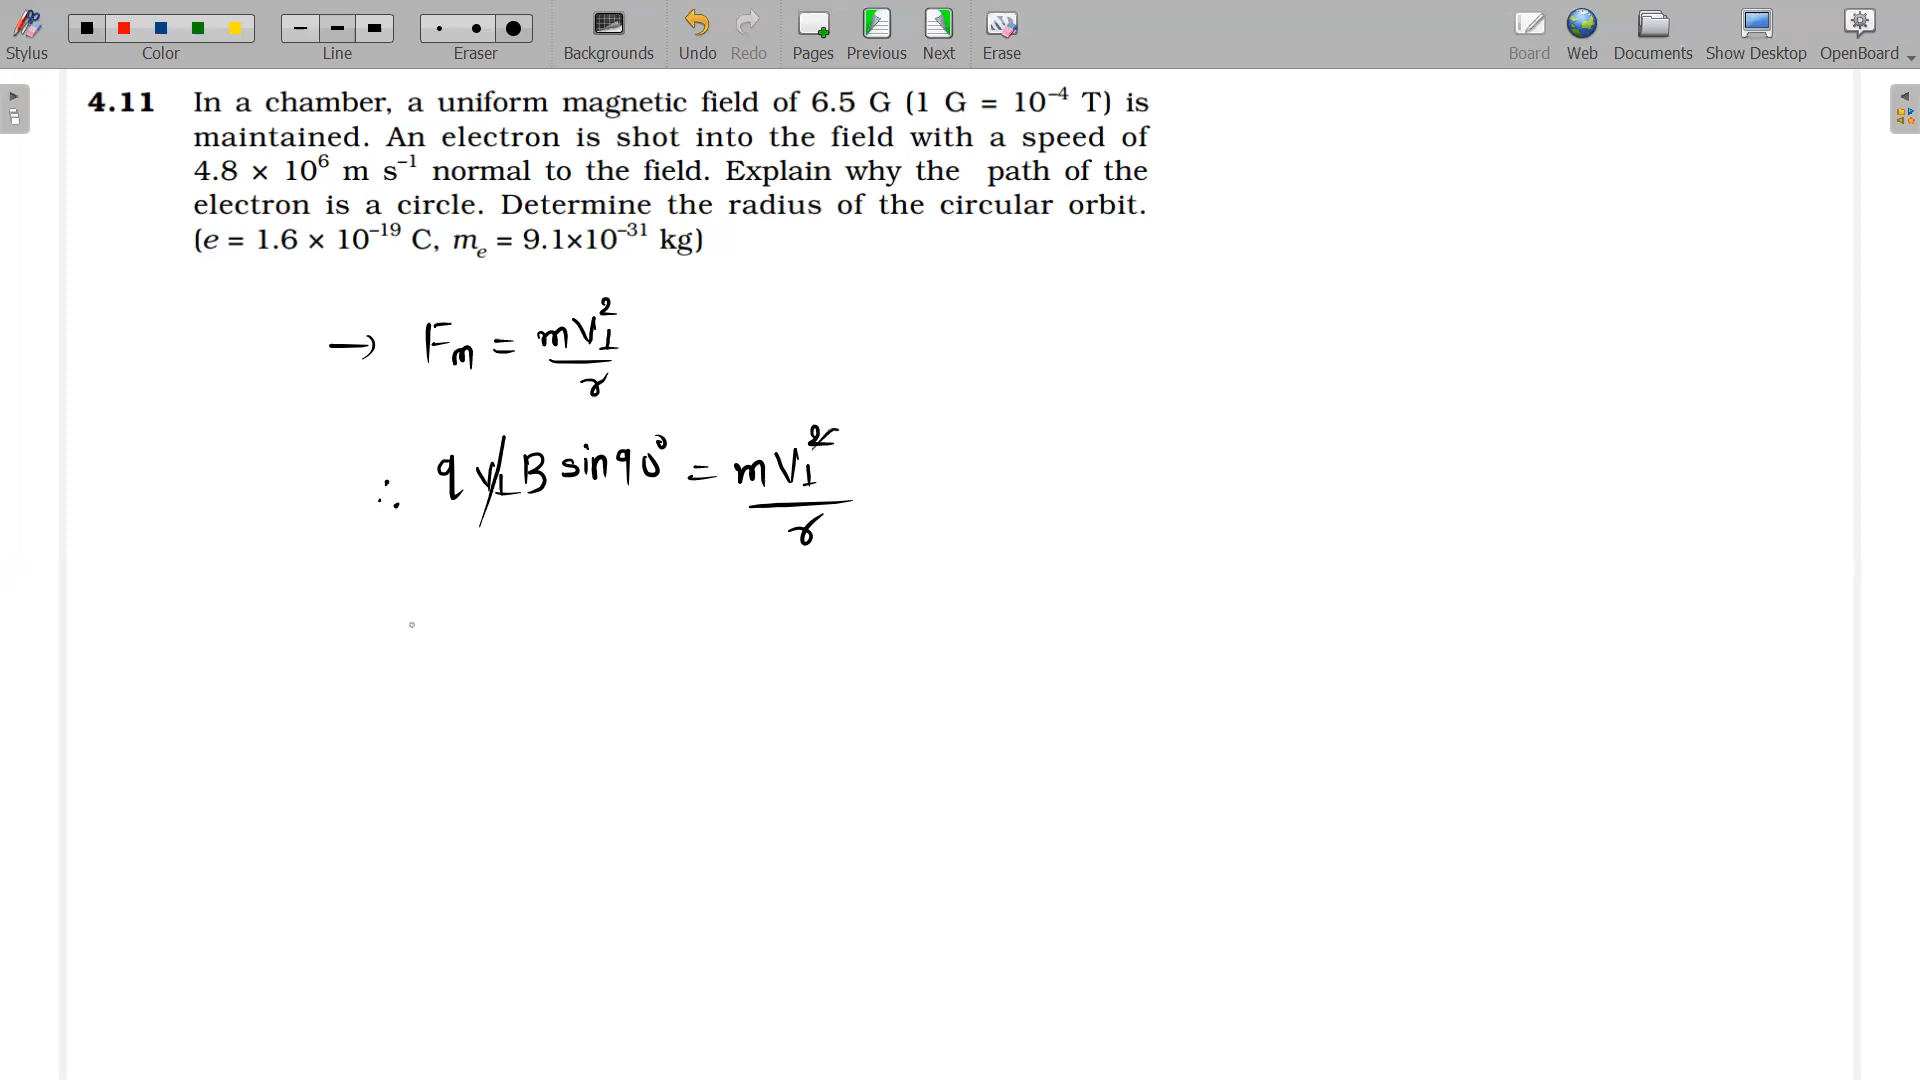 Stylus Color Line Eraser Backgrounds Undo Redo Pages Previous Next Erase Board Web Documents Show Desktop OpenBoard
4.11 In a chamber, a uniform magnetic field of 6.5 G (1 G = 10⁻⁴ T) is
maintained. An electron is shot into the field with a speed of
4.8 × 10⁶ m s⁻¹ normal to the field. Explain why the path of the
electron is a circle. Determine the radius of the circular orbit.
(e = 1.6 × 10⁻¹⁹ C, mₑ = 9.1×10⁻³¹ kg)
→ Fₘ = mV⊥² / r
∴ q V⊥ B sin90° = mV⊥² / r